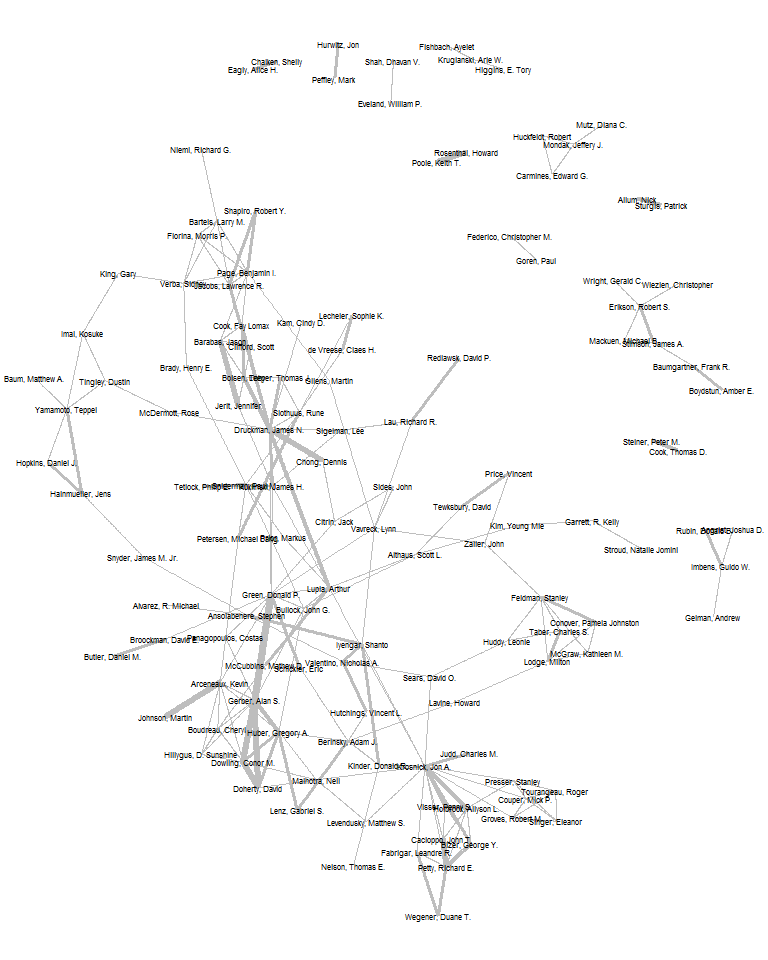 Hurwitz, Jon
Fishbach, Ayelet
Chaiken, Shelly
Shah, Dhavan V.
Kruglanski, Arie W.
Eagly, Alice H.
Higgins, E. Tory
Peffley, Mark
Eveland, William P.
Mutz, Diana C.
Huckfeldt, Robert
Mondak, Jeffery J.
Niemi, Richard G.
Rosenthal, Howard
Poole, Keith T.
Carmines, Edward G.
Allum, Nick
Sturgis, Patrick
Shapiro, Robert Y.
Bartels, Larry M.
Fiorina, Morris P.
Federico, Christopher M.
Goren, Paul
King, Gary
Page, Benjamin I.
Verba, Sidney
Jacobs, Lawrence R.
Wright, Gerald C.
Wlezien, Christopher
Erikson, Robert S.
Lecheler, Sophie K.
Cook, Fay Lomax
Kam, Cindy D.
Imai, Kosuke
Barabas, Jason
Clifford, Scott
de Vreese, Claes H.
Mackuen, Michael B.
Stimson, James A.
Redlawsk, David P.
Brady, Henry E.
Baumgartner, Frank R.
Baum, Matthew A.
Tingley, Dustin
Bolsen, Toby
Leeper, Thomas J.
Gilens, Martin
Boydstun, Amber E.
Yamamoto, Teppei
McDermott, Rose
Jerit, Jennifer
Slothuus, Rune
Lau, Richard R.
Druckman, James N.
Sigelman, Lee
Steiner, Peter M.
Cook, Thomas D.
Hopkins, Daniel J.
Chong, Dennis
Price, Vincent
Hainmueller, Jens
Tetlock, Philip E.
Kuklinski, James H.
Sides, John
Tewksbury, David
Citrin, Jack
Vavreck, Lynn
Kim, Young Mie
Garrett, R. Kelly
Rubin, Donald B.
Angrist, Joshua D.
Petersen, Michael Bang
Prior, Markus
Zaller, John
Stroud, Natalie Jomini
Snyder, James M. Jr.
Althaus, Scott L.
Imbens, Guido W.
Green, Donald P.
Lupia, Arthur
Feldman, Stanley
Alvarez, R. Michael
Bullock, John G.
Ansolabehere, Stephen
Gelman, Andrew
Conover, Pamela Johnston
Taber, Charles S.
Broockman, David E.
Panagopoulos, Costas
Iyengar, Shanto
Huddy, Leonie
Butler, Daniel M.
McGraw, Kathleen M.
McCubbins, Mathew D.
Schickler, Eric
Valentino, Nicholas A.
Lodge, Milton
Arceneaux, Kevin
Sears, David O.
Gerber, Alan S.
Lavine, Howard
Johnson, Martin
Hutchings, Vincent L.
Boudreau, Cheryl
Huber, Gregory A.
Berinsky, Adam J.
Hillygus, D. Sunshine
Dowling, Conor M.
Judd, Charles M.
Kinder, Donald R.
Krosnick, Jon A.
Doherty, David
Malhotra, Neil
Presser, Stanley
Tourangeau, Roger
Couper, Mick P.
Lenz, Gabriel S.
Visser, Penny S.
Holbrook, Allyson L.
Levendusky, Matthew S.
Groves, Robert M.
Singer, Eleanor
Cacioppo, John T.
Bizer, George Y.
Fabrigar, Leandre R.
Nelson, Thomas E.
Petty, Richard E.
Wegener, Duane T.